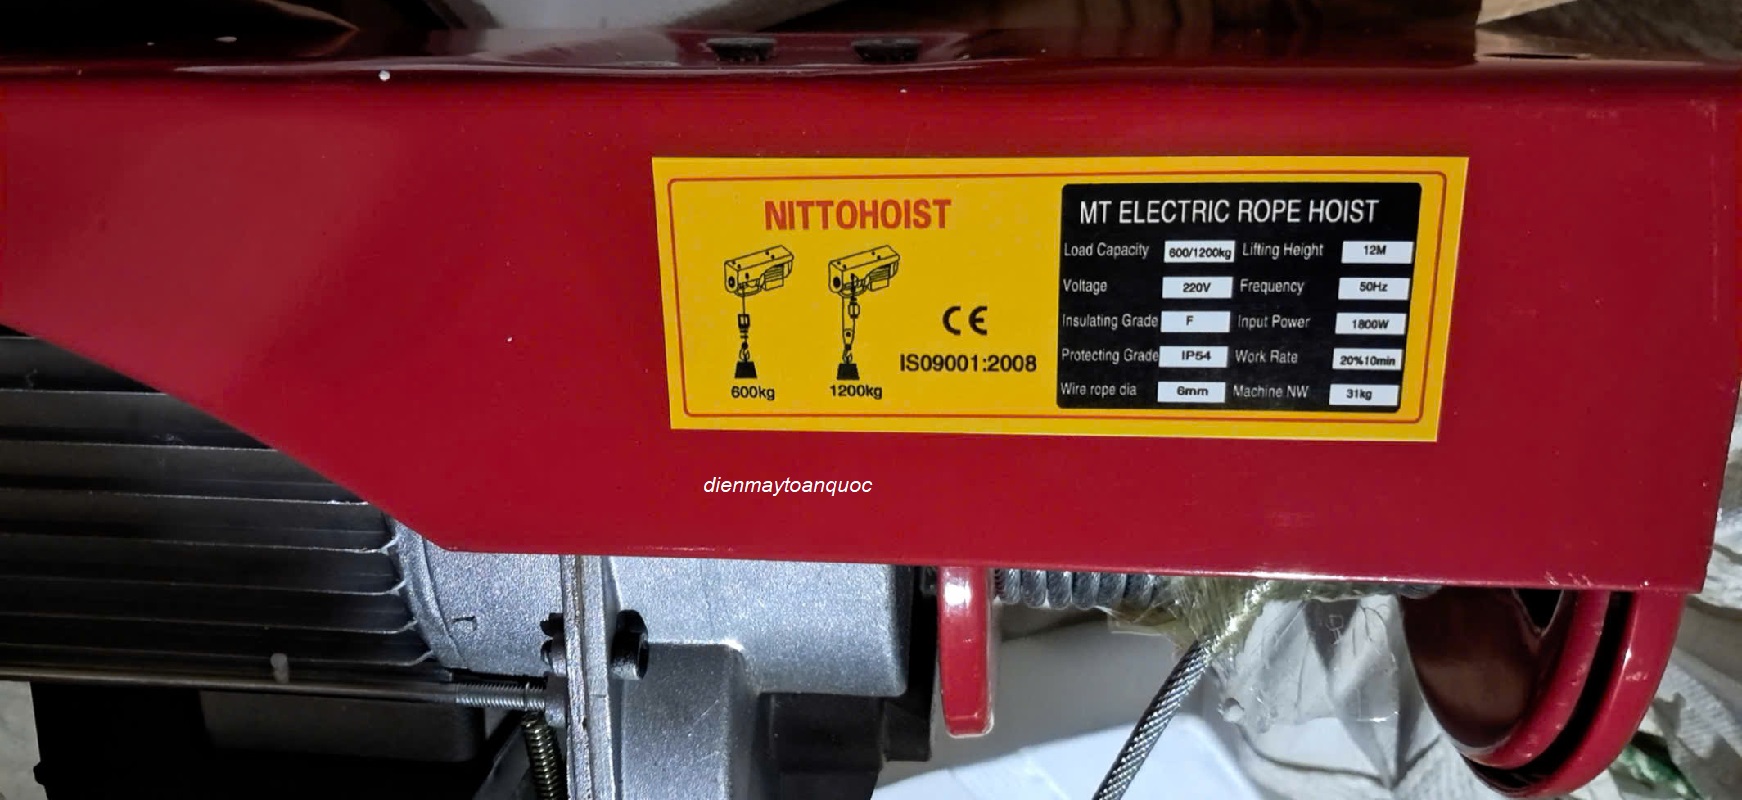 NITTOHOIST
600kg
1200kg
CE
IS09001:2008
MT ELECTRIC ROPE HOIST
Load Capacity 600/1200kg Lifting Height 12M
Voltage 220V Frequency 50Hz
Insulating Grade F Input Power 1800W
Protecting Grade IP54 Work Rate 20%10min
Wire rope dia 6mm Machine NW 31kg
dienmaytoanquoc